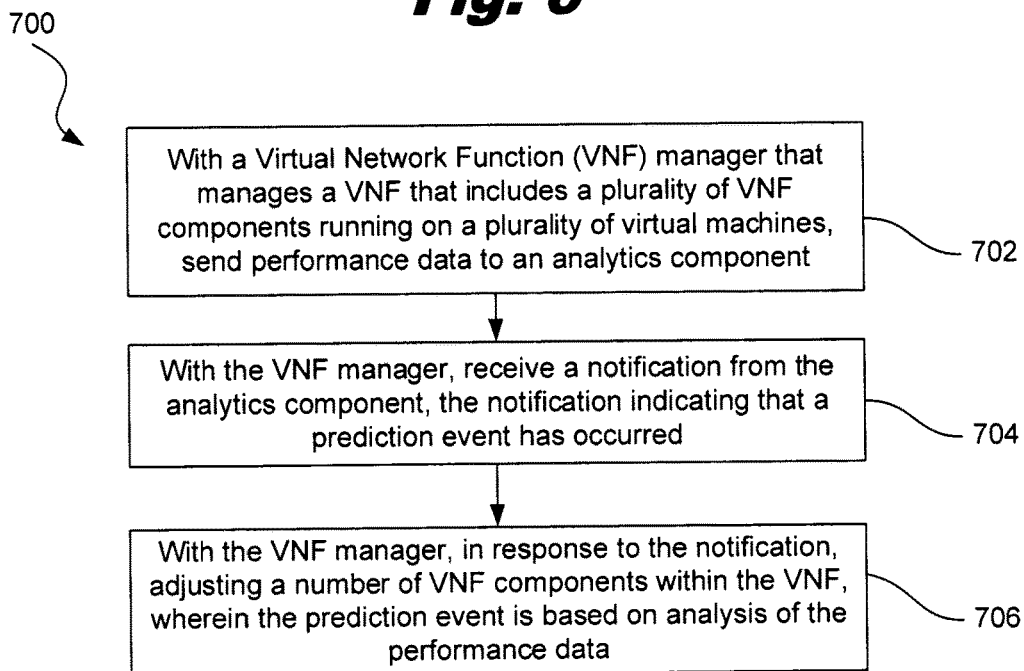 700
With a Virtual Network Function (VNF) manager that
manages a VNF that includes a plurality of VNF
components running on a plurality of virtual machines,
send performance data to an analytics component
702
With the VNF manager, receive a notification from the
analytics component, the notification indicating that a
prediction event has occurred
704
With the VNF manager, in response to the notification,
adjusting a number of VNF components within the VNF,
wherein the prediction event is based on analysis of the
performance data
706